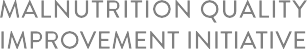 MALNUTRITION QUALITY
IMPROVEMENT INITIATIVE